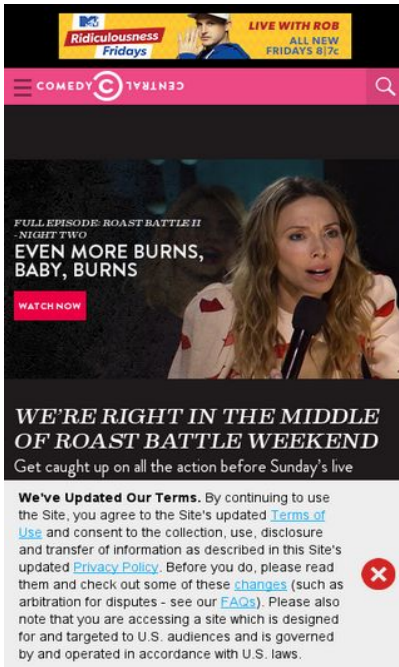 MTV
Ridiculousness
Fridays
LIVE WITH ROB
ALL NEW
FRIDAYS 8|7c
COMEDY CENTRAL
FULL EPISODE: ROAST BATTLE II
- NIGHT TWO
EVEN MORE BURNS,
BABY, BURNS
WATCH NOW
WE'RE RIGHT IN THE MIDDLE
OF ROAST BATTLE WEEKEND
Get caught up on all the action before Sunday's live
We've Updated Our Terms. By continuing to use
the Site, you agree to the Site's updated Terms of
Use and consent to the collection, use, disclosure
and transfer of information as described in this Site's
updated Privacy Policy. Before you do, please read
them and check out some of these changes (such as
arbitration for disputes - see our FAQs). Please also
note that you are accessing a site which is designed
for and targeted to U.S. audiences and is governed
by and operated in accordance with U.S. laws.